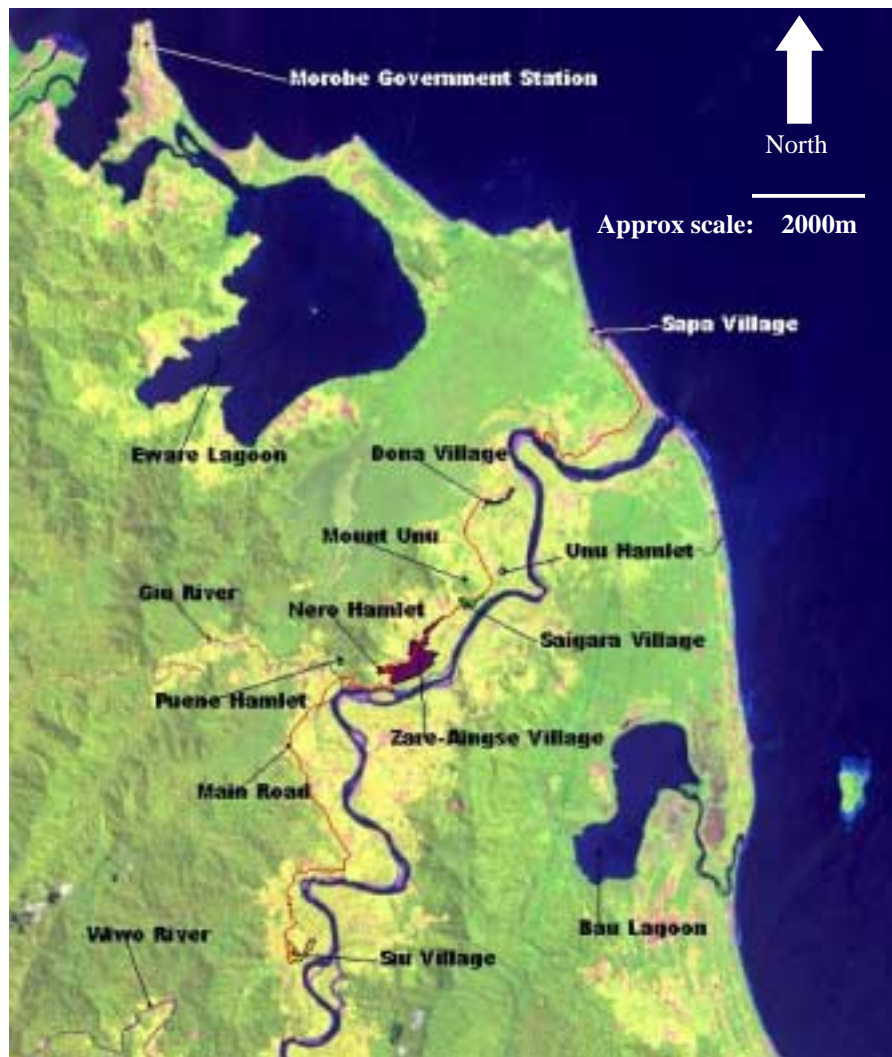 Morobe Government Station
North
Approx scale: 2000m
Sapa Village
Eware Lagoon
Dona Village
Mount Unu
Unu Hamlet
Giu River
Nero Hamlet
Saigara Village
Puene Hamlet
Zare-Aingse Village
Main Road
Wiwo River
Bau Lagoon
Siu Village